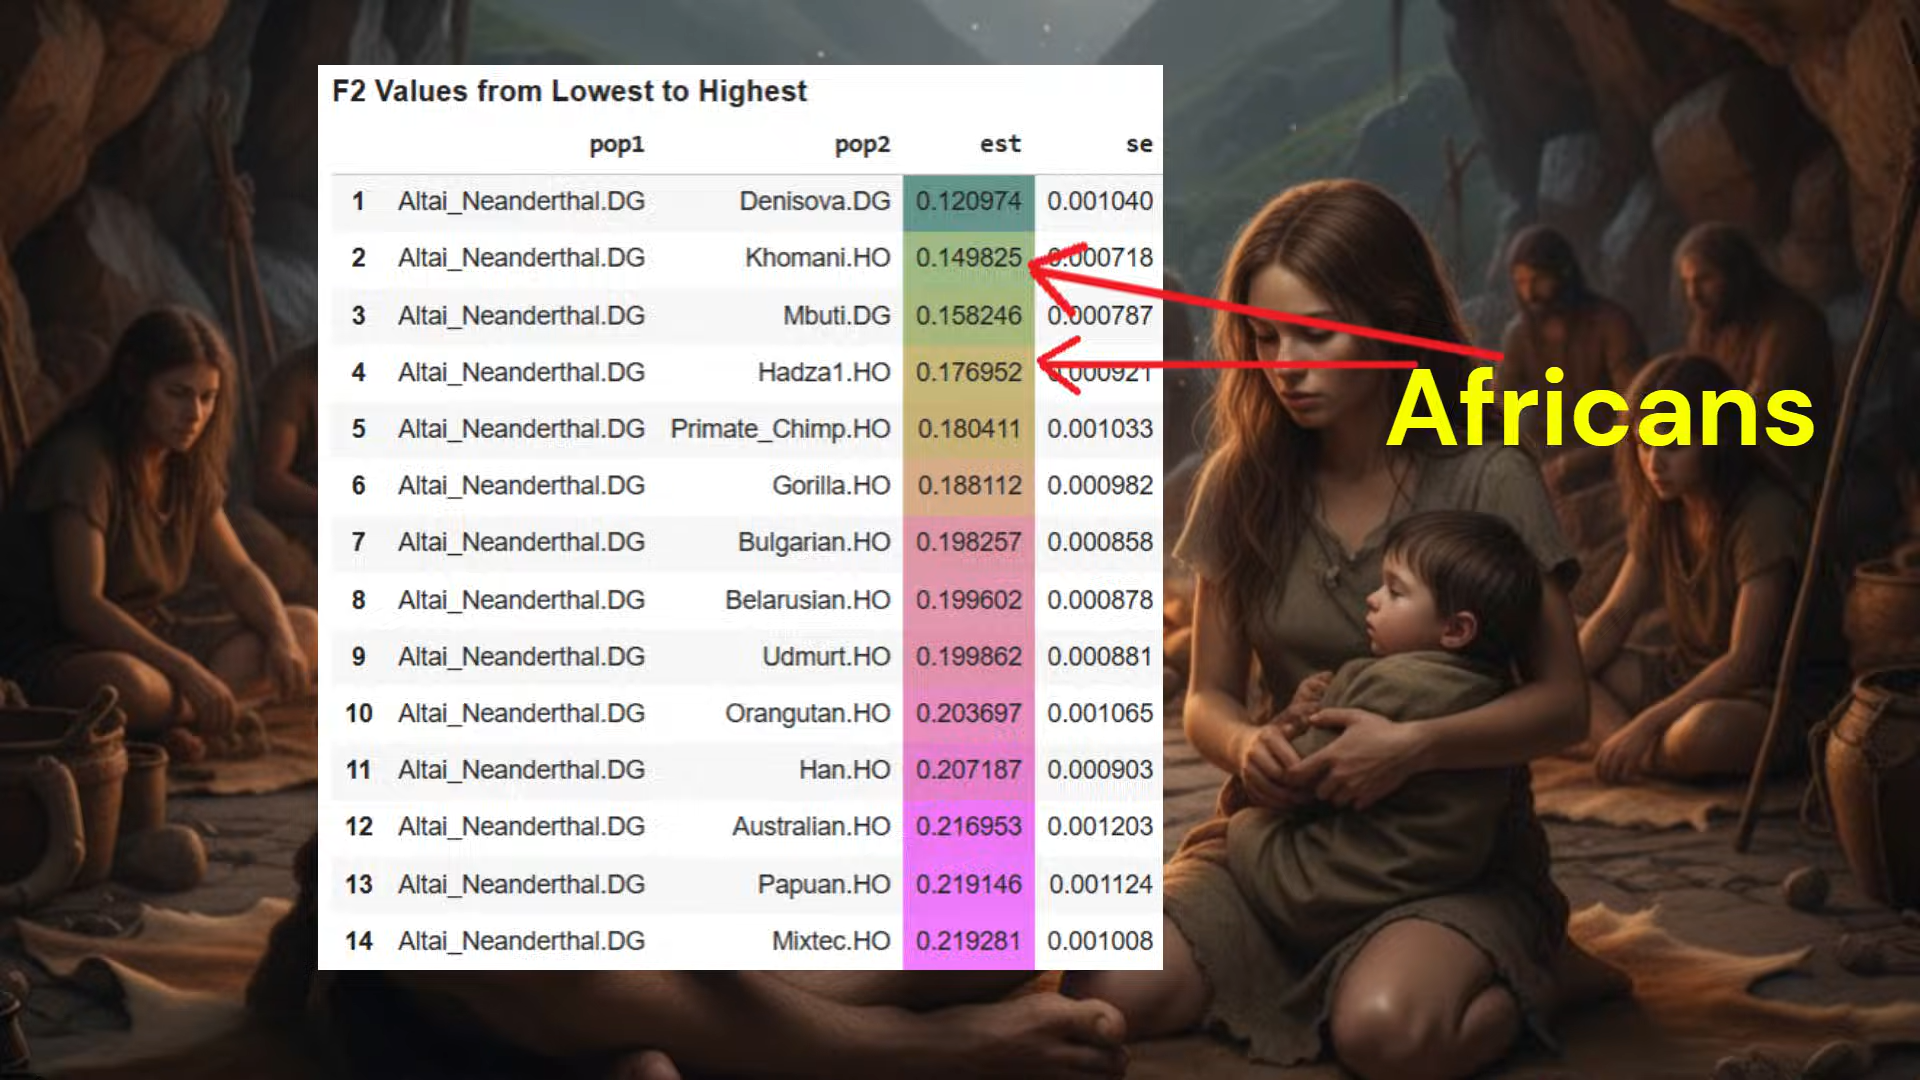 F2 Values from Lowest to Highest
pop1 pop2 est se
1 Altai_Neanderthal.DG Denisova.DG 0.120974 0.001040
2 Altai_Neanderthal.DG Khomani.HO 0.149825 0.000718
3 Altai_Neanderthal.DG Mbuti.DG 0.158246 0.000787
4 Altai_Neanderthal.DG Hadza1.HO 0.176952 0.000921
5 Altai_Neanderthal.DG Primate_Chimp.HO 0.180411 0.001033
6 Altai_Neanderthal.DG Gorilla.HO 0.188112 0.000982
7 Altai_Neanderthal.DG Bulgarian.HO 0.198257 0.000858
8 Altai_Neanderthal.DG Belarusian.HO 0.199602 0.000878
9 Altai_Neanderthal.DG Udmurt.HO 0.199862 0.000881
10 Altai_Neanderthal.DG Orangutan.HO 0.203697 0.001065
11 Altai_Neanderthal.DG Han.HO 0.207187 0.000903
12 Altai_Neanderthal.DG Australian.HO 0.216953 0.001203
13 Altai_Neanderthal.DG Papuan.HO 0.219146 0.001124
14 Altai_Neanderthal.DG Mixtec.HO 0.219281 0.001008
Africans